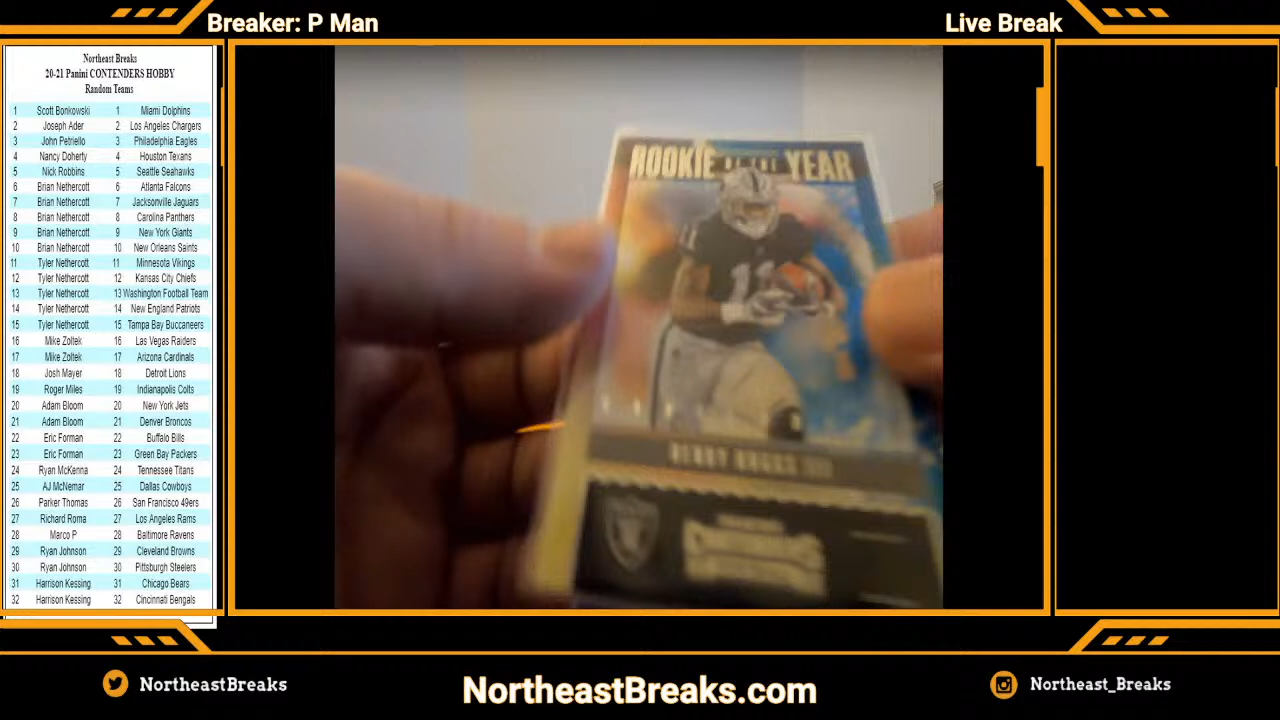 Breaker: P Man
Live Break
Northeast Breaks
20-21 Panini CONTENDERS HOBBY
Random Teams
1 Scott Bonkowski 1 Miami Dolphins
2 Joseph Ader 2 Los Angeles Chargers
3 John Petriello 3 Philadelphia Eagles
4 Nancy Doherty 4 Houston Texans
5 Nick Robbins 5 Seattle Seahawks
6 Brian Nethercott 6 Atlanta Falcons
7 Brian Nethercott 7 Jacksonville Jaguars
8 Brian Nethercott 8 Carolina Panthers
9 Brian Nethercott 9 New York Giants
10 Brian Nethercott 10 New Orleans Saints
11 Tyler Nethercott 11 Minnesota Vikings
12 Tyler Nethercott 12 Kansas City Chiefs
13 Tyler Nethercott 13 Washington Football Team
14 Tyler Nethercott 14 New England Patriots
15 Tyler Nethercott 15 Tampa Bay Buccaneers
16 Mike Zoltek 16 Las Vegas Raiders
17 Mike Zoltek 17 Arizona Cardinals
18 Josh Mayer 18 Detroit Lions
19 Roger Miles 19 Indianapolis Colts
20 Adam Bloom 20 New York Jets
21 Adam Bloom 21 Denver Broncos
22 Eric Forman 22 Buffalo Bills
23 Eric Forman 23 Green Bay Packers
24 Ryan McKenna 24 Tennessee Titans
25 AJ McNemar 25 Dallas Cowboys
26 Parker Thomas 26 San Francisco 49ers
27 Richard Roma 27 Los Angeles Rams
28 Marco P 28 Baltimore Ravens
29 Ryan Johnson 29 Cleveland Browns
30 Ryan Johnson 30 Pittsburgh Steelers
31 Harrison Kessing 31 Chicago Bears
32 Harrison Kessing 32 Cincinnati Bengals
ROOKIE OF THE YEAR
11
11
HENRY RUGGS III
CONTENDERS
NortheastBreaks
NortheastBreaks.com
Northeast_Breaks